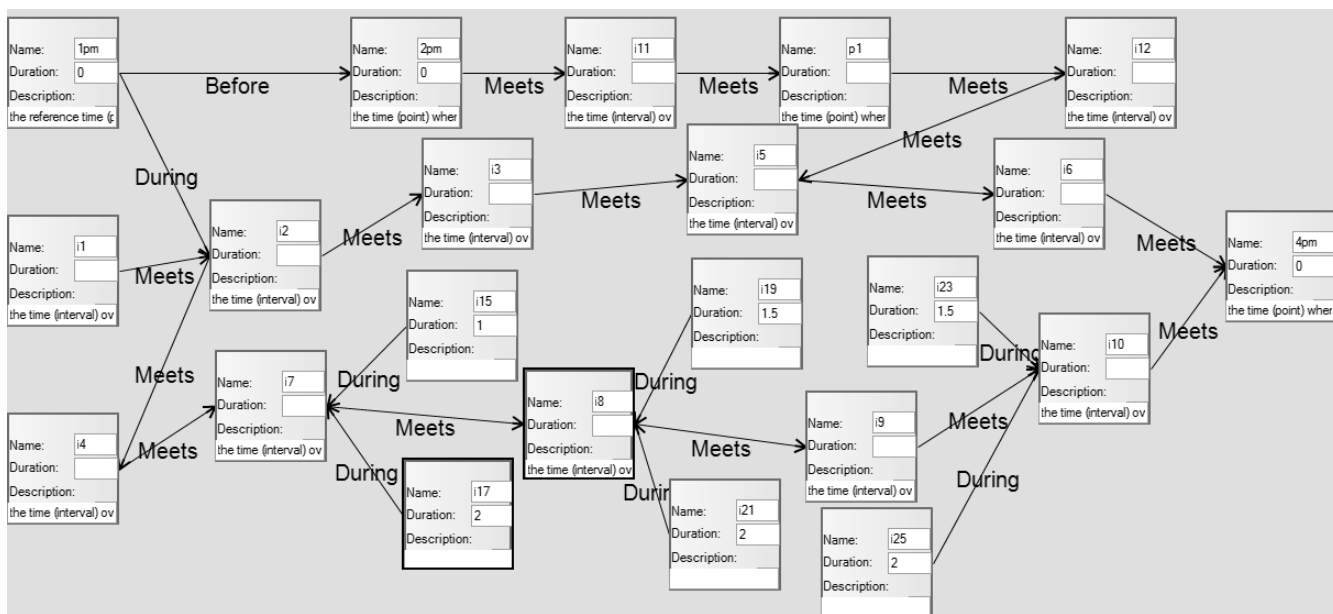 Name: 1pm
Duration: 0
Description:
the reference time (p
Before
Name: 2pm
Duration: 0
Description:
the time (point) wher
Meets
Name: i11
Duration:
Description:
the time (interval) ov
Meets
Name: p1
Duration:
Description:
the time (point) wher
Meets
Name: i12
Duration:
Description:
the time (interval) ov
Meets
During
Name: i1
Duration:
Description:
the time (interval) ov
Meets
Name: i2
Duration:
Description:
the time (interval) ov
Meets
Name: i3
Duration:
Description:
the time (interval) ov
Meets
Name: i5
Duration:
Description:
the time (interval) ov
Meets
Name: i6
Duration:
Description:
the time (interval) ov
Meets
Name: 4pm
Duration: 0
Description:
the time (point) wher
Meets
Meets
Name: i4
Duration:
Description:
the time (interval) ov
Meets
Name: i7
Duration:
Description:
the time (interval) ov
Name: i15
Duration: 1
Description:
During
Meets
During
Name: i17
Duration: 2
Description:
Name: i8
Duration:
Description:
the time (interval) ov
Name: i19
Duration: 1.5
Description:
During
Meets
During
Name: i21
Duration: 2
Description:
Name: i9
Duration:
Description:
the time (interval) ov
Meets
Name: i23
Duration: 1.5
Description:
During
Name: i10
Duration:
Description:
the time (interval) ov
During
Name: i25
Duration: 2
Description: